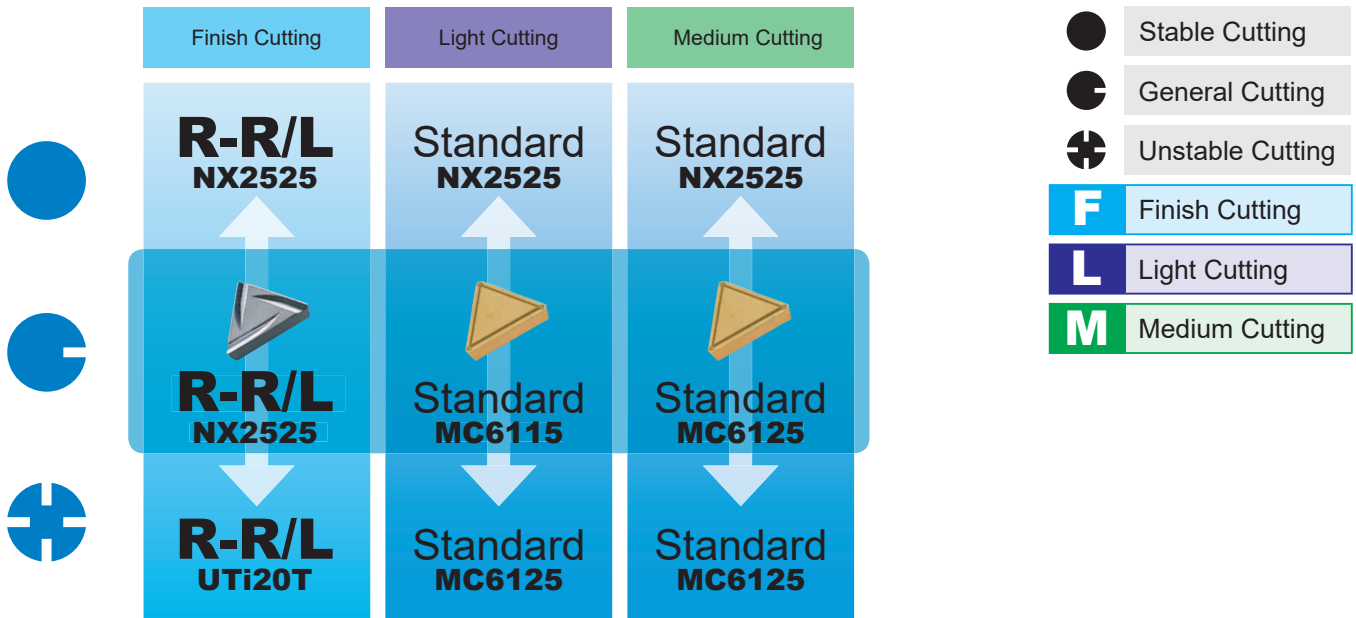 Finish Cutting
Light Cutting
Medium Cutting
R-R/L
NX2525
Standard
NX2525
Standard
NX2525
R-R/L
NX2525
Standard
MC6115
Standard
MC6125
R-R/L
UTi20T
Standard
MC6125
Standard
MC6125
Stable Cutting
General Cutting
Unstable Cutting
F Finish Cutting
L Light Cutting
M Medium Cutting